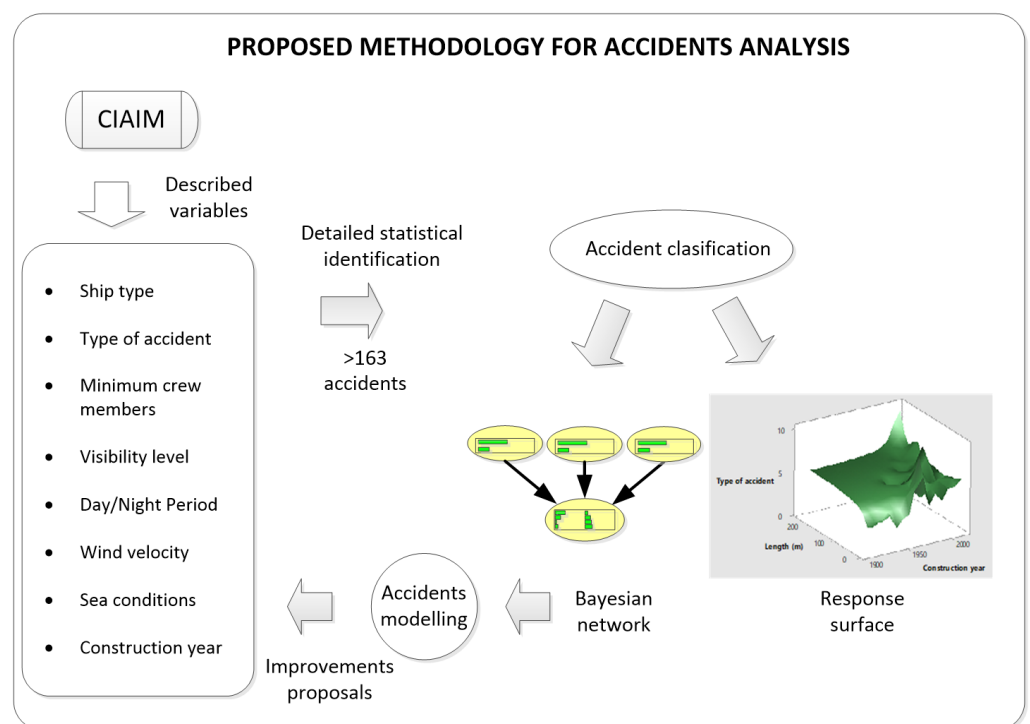 PROPOSED METHODOLOGY FOR ACCIDENTS ANALYSIS
CIAIM
Described
variables
• Ship type
• Type of accident
• Minimum crew
members
• Visibility level
• Day/Night Period
• Wind velocity
• Sea conditions
• Construction year
Detailed statistical
identification
>163
accidents
Accident clasification
10
5
0
Type of accident
200
100
0
Length (m)
1900
1950
2000
Construction year
Bayesian
network
Response
surface
Accidents
modelling
Improvements
proposals